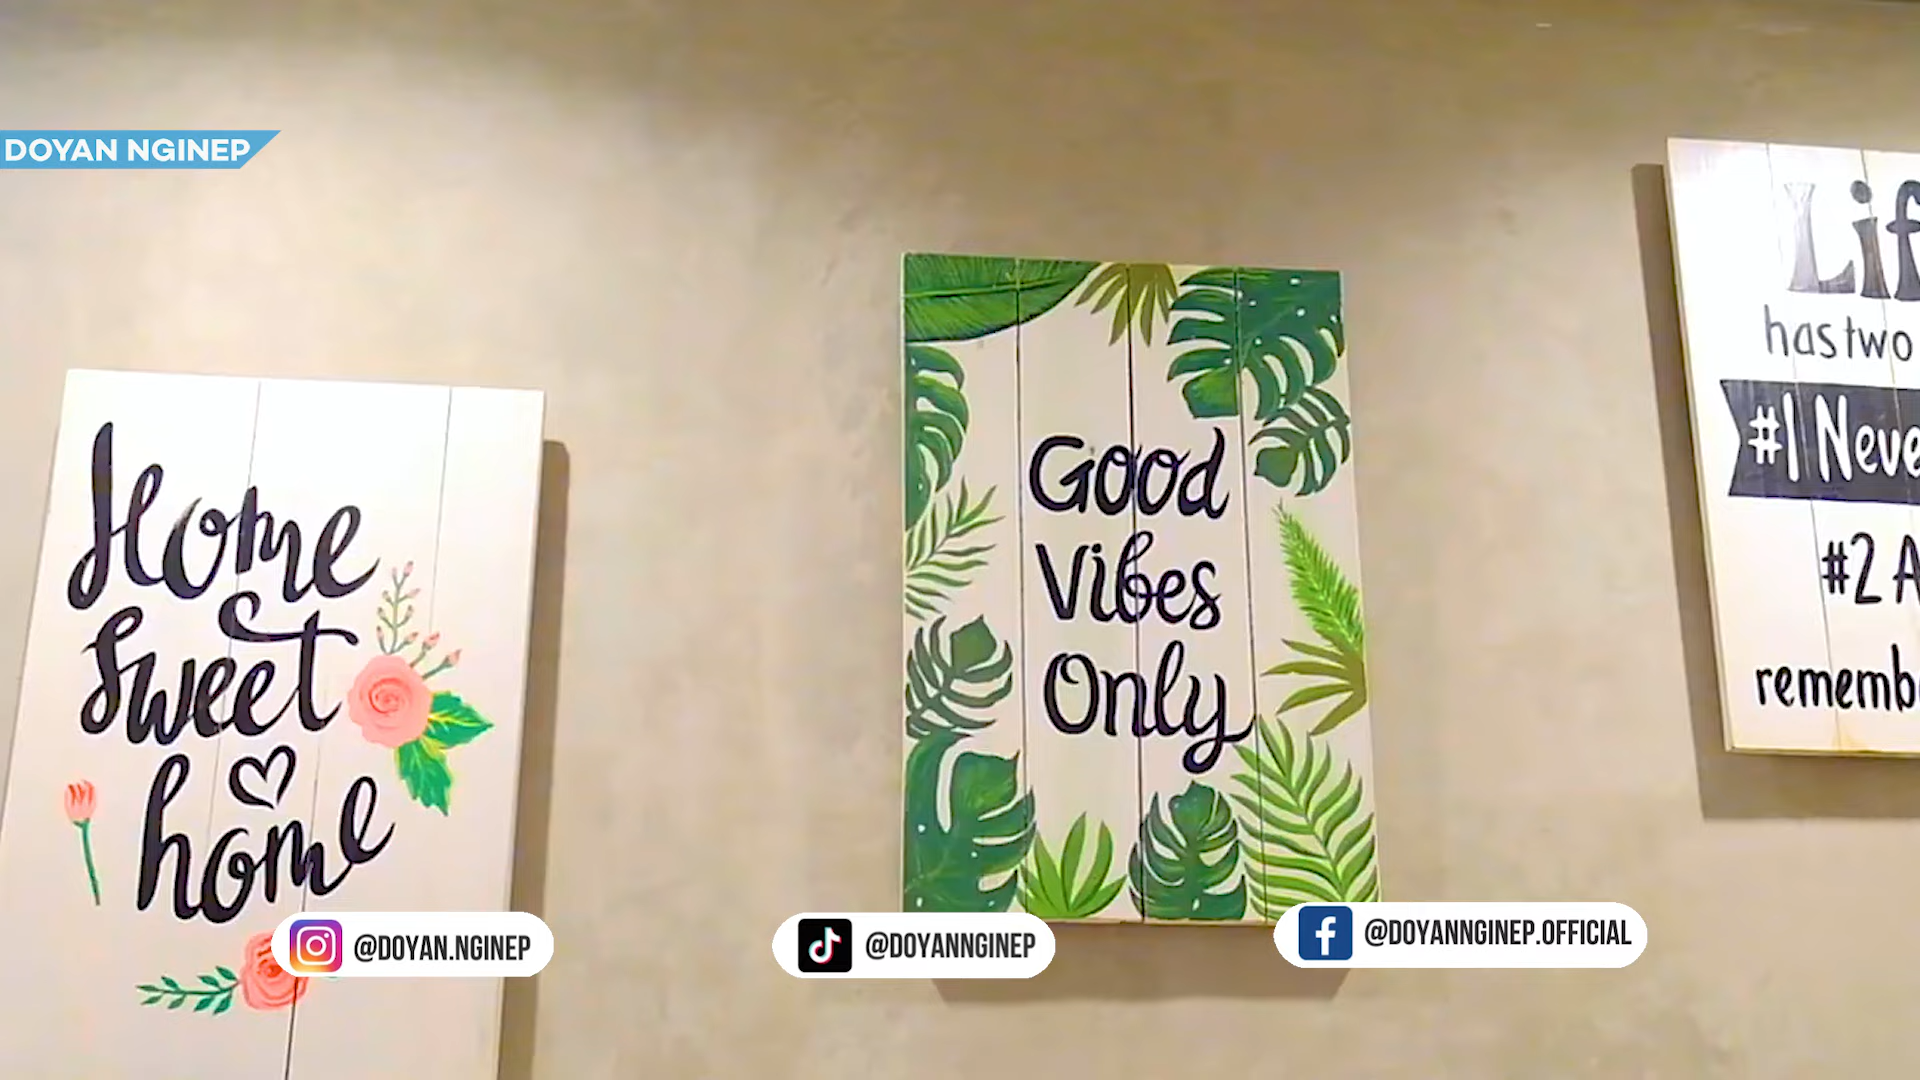 DOYAN NGINEP
Home
Sweet
home
Good
Vibes
Only
has two
#1
#2
@DOYAN.NGINEP
@DOYANNGINEP
@DOYANNGINEP.OFFICIAL